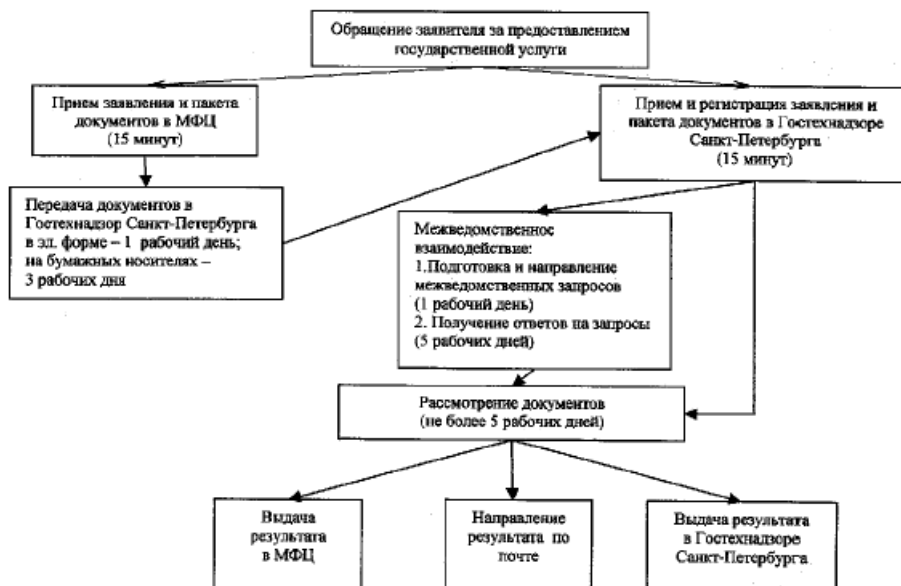 Обращение заявителя за предоставлением
государственной услуги
Прием заявления и пакета
документов в МФЦ
(15 минут)
Прием и регистрация заявления и
пакета документов в Гостехнадзоре
Санкт-Петербурга
(15 минут)
Передача документов в
Гостехнадзор Санкт-Петербурга
в эл. форме – 1 рабочий день;
на бумажных носителях –
3 рабочих дня
Межведомственное
взаимодействие:
1.Подготовка и направление
межведомственных запросов
(1 рабочий день)
2. Получение ответов на запросы
(5 рабочих дней)
Рассмотрение документов
(не более 5 рабочих дней)
Выдача
результата
в МФЦ
Направление
результата по
почте
Выдача результата
в Гостехнадзоре
Санкт-Петербурга